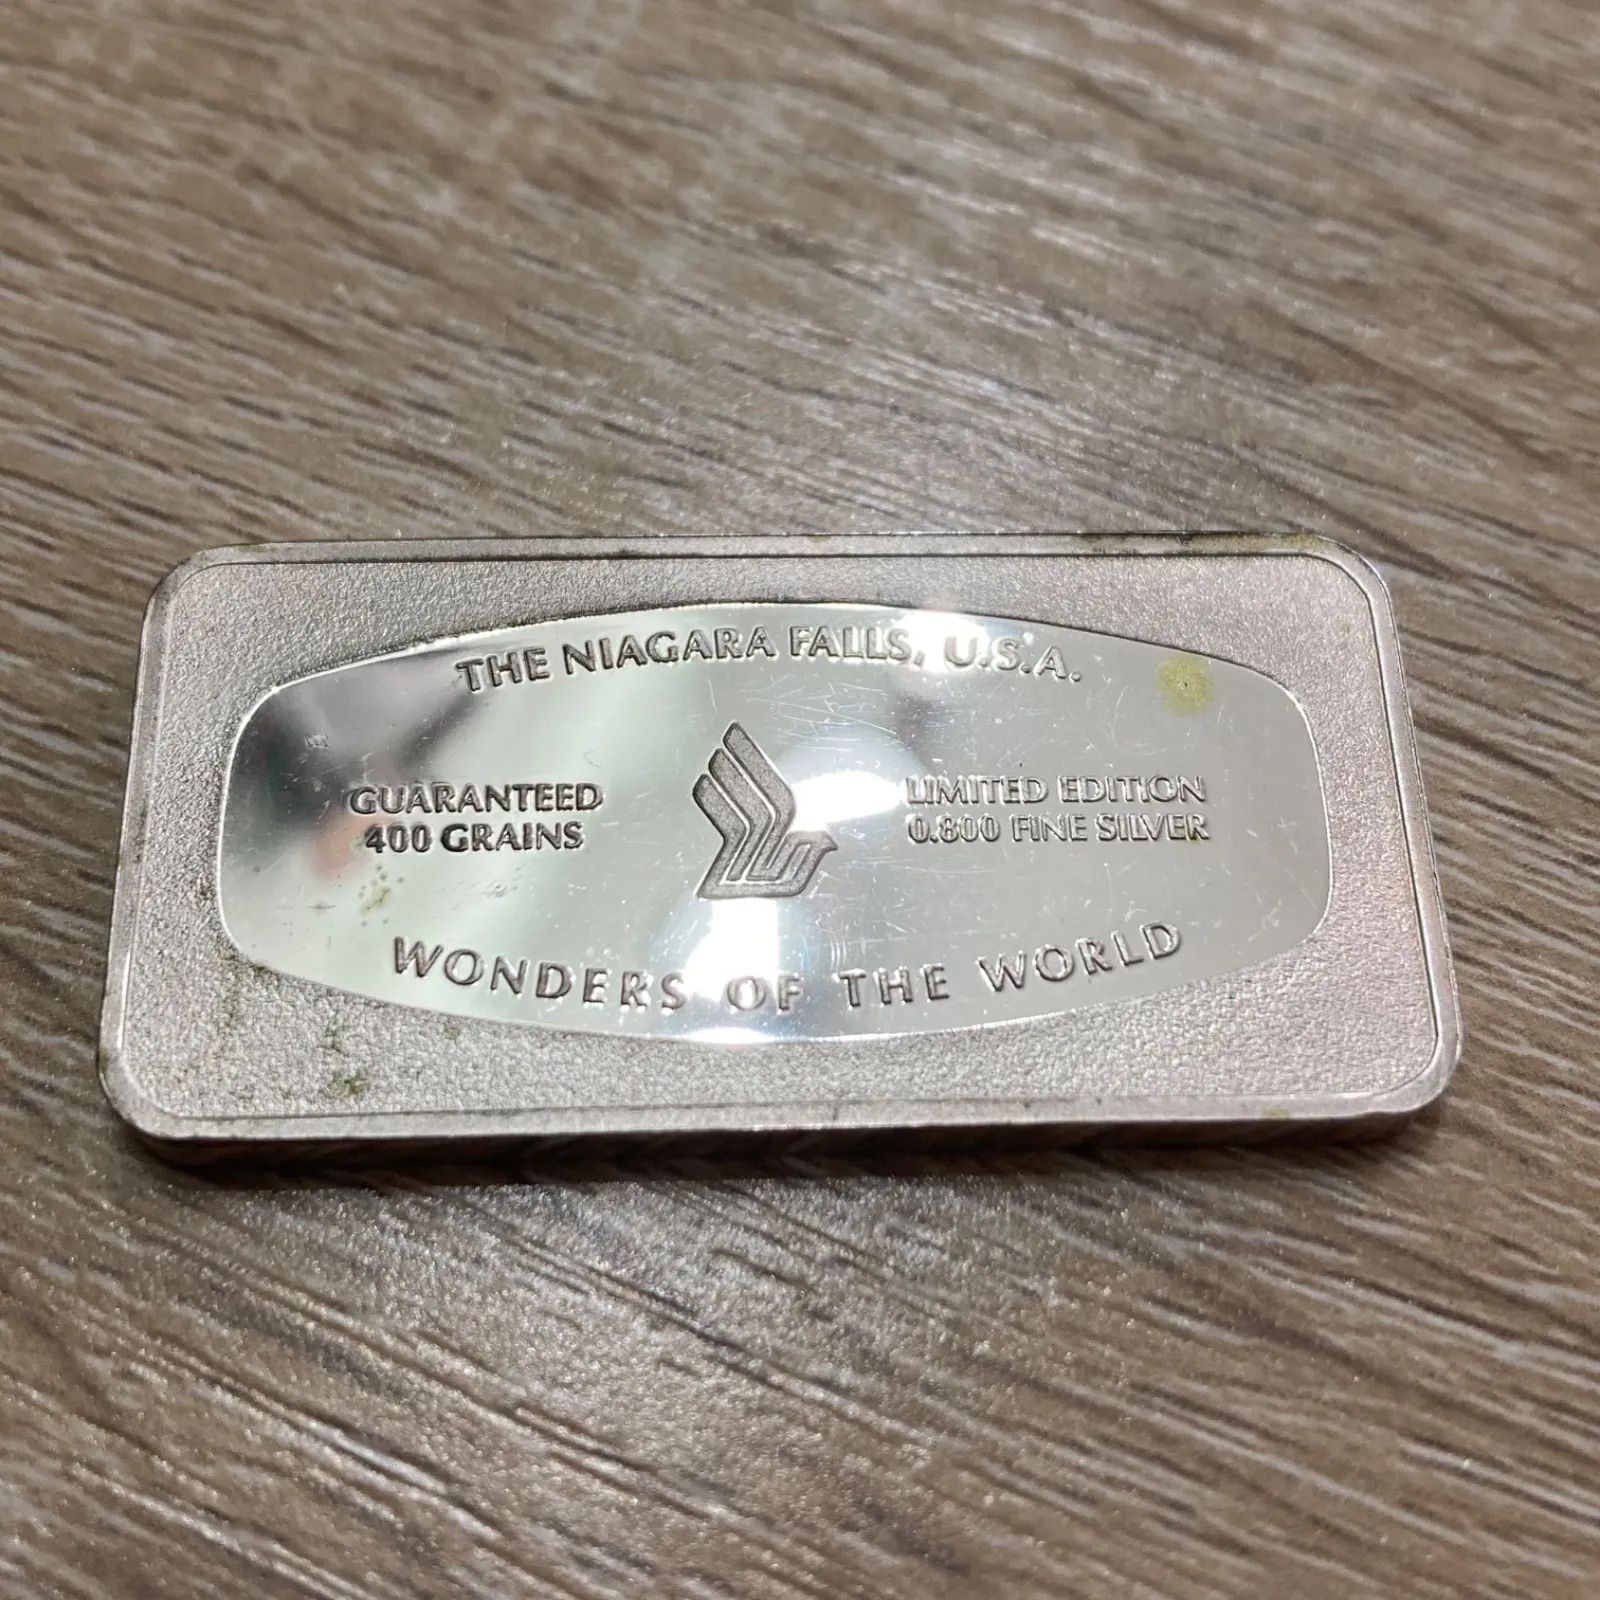 THE NIAGARA FALLS, U.S.A.
GUARANTEED
400 GRAINS
LIMITED EDITION
0.800 FINE SILVER
WONDERS OF THE WORLD